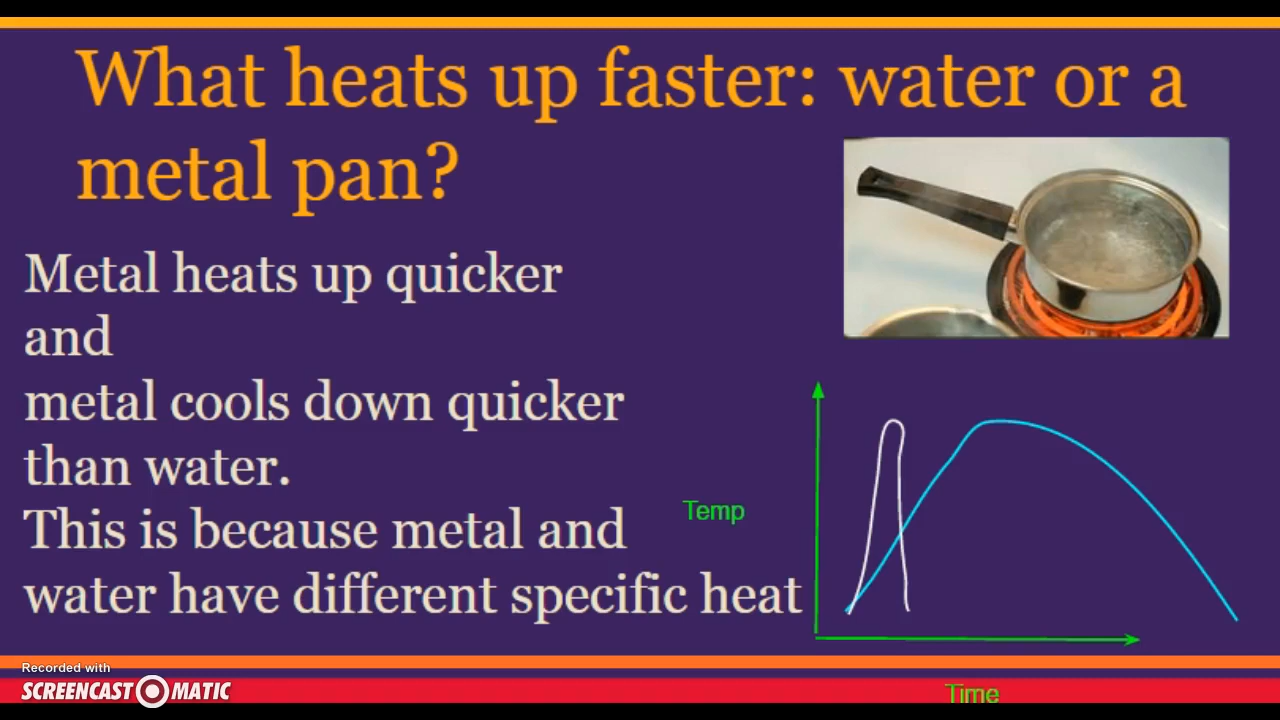 What heats up faster: water or a
metal pan?
Metal heats up quicker
and
metal cools down quicker
than water.
This is because metal and
water have different specific heat
Temp
Time
Recorded with
SCREENCAST MATIC